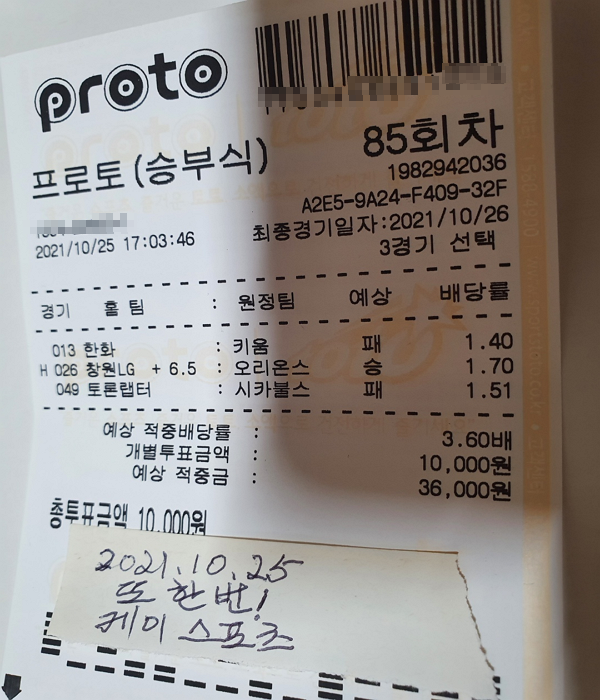 proto
프로토(승부식)
85회차
1982942036
A2E5-9A24-F409-32F
2021/10/25 17:03:46
최종경기일자:2021/10/26
3경기 선택
경기 홈 팀 : 원정팀 예상 배당률
013 한화 : 키움 패 1.40
H 026 창원LG + 6.5 : 오리온스 승 1.70
049 토론랩터 : 시카불스 패 1.51
예상 적중배당률 : 3.60배
개별투표금액 : 10,000원
예상 적중금 : 36,000원
총투표금액 10,000원
2021.10.25
또 한번!
케이 스포츠